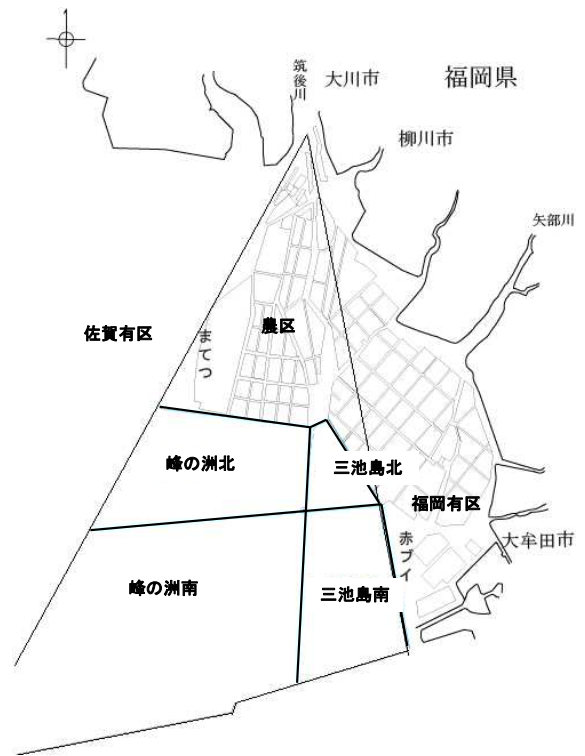 筑後川
大川市
福岡県
柳川市
矢部川
佐賀有区
まてつ
農区
峰の洲北
三池島北
福岡有区
赤ブイ
大牟田市
峰の洲南
三池島南